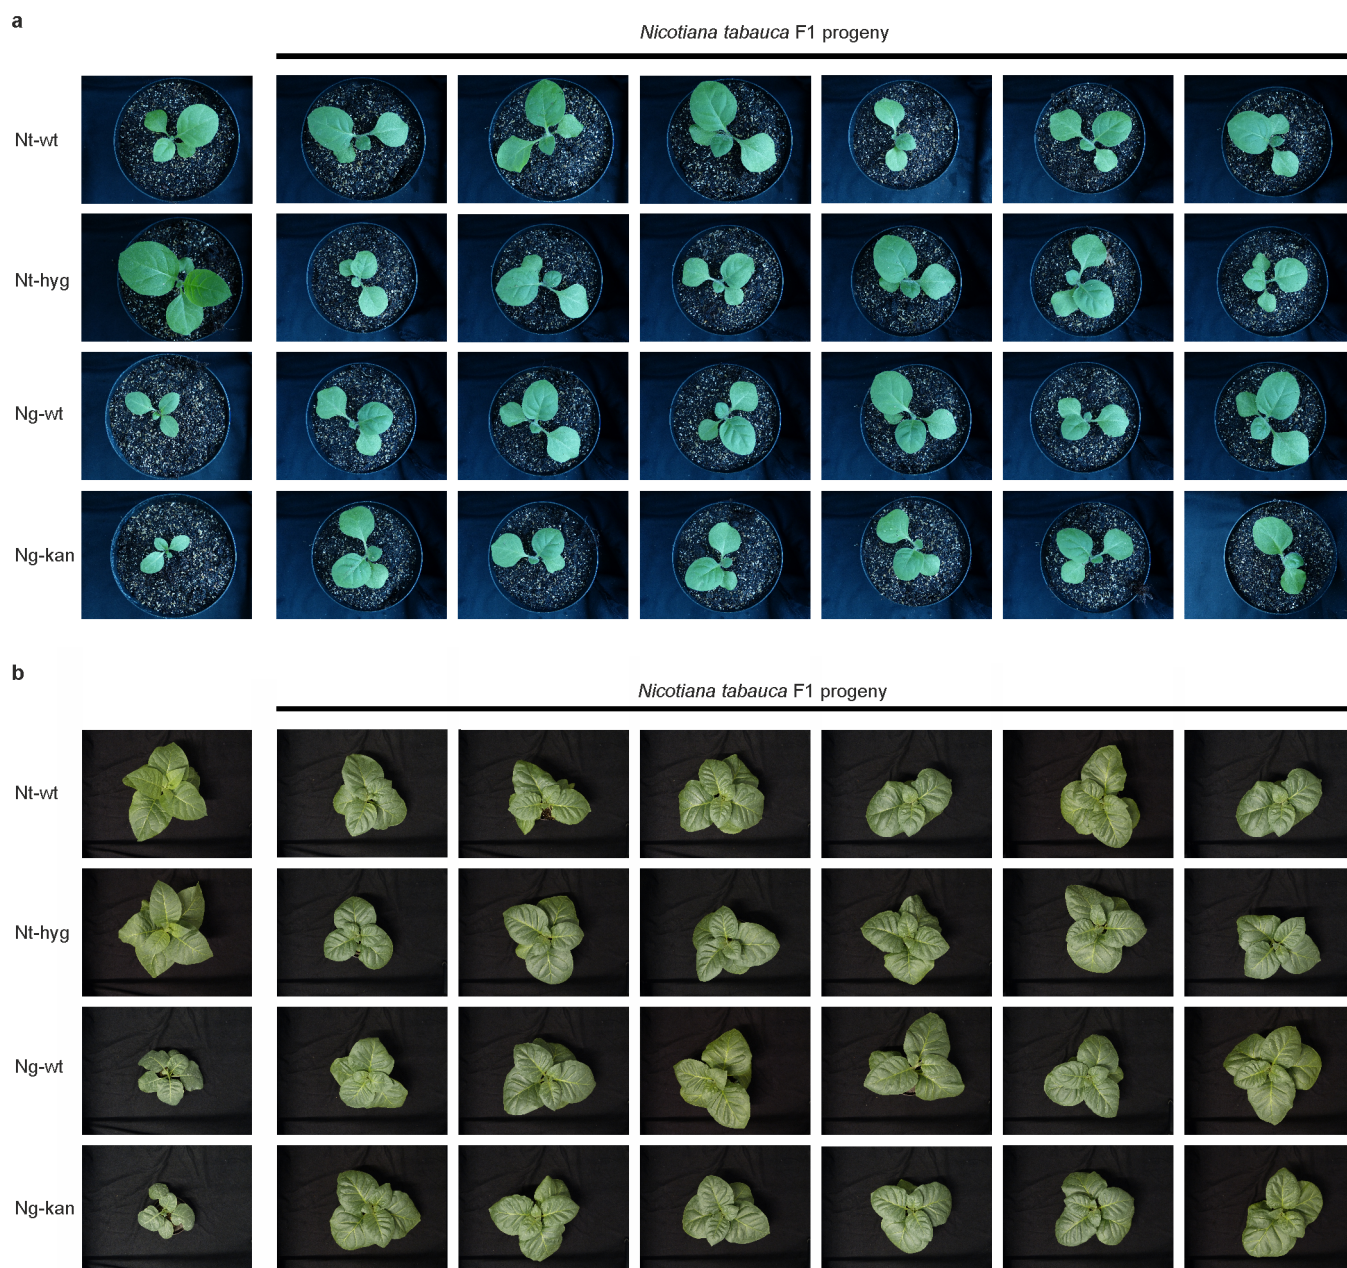 a
Nicotiana tabauca F1 progeny
Nt-wt
Nt-hyg
Ng-wt
Ng-kan
b
Nicotiana tabauca F1 progeny
Nt-wt
Nt-hyg
Ng-wt
Ng-kan